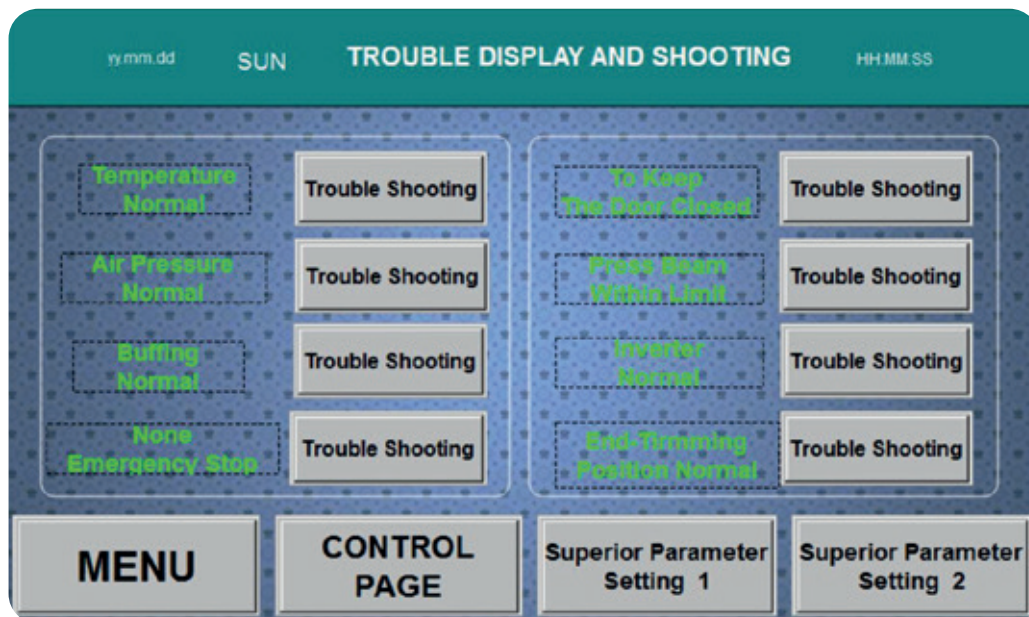 yy.mm.dd SUN TROUBLE DISPLAY AND SHOOTING HH:MM:SS
Temperature
Normal
Trouble Shooting
Air Pressure
Normal
Trouble Shooting
Buffing
Normal
Trouble Shooting
None
Emergency Stop
Trouble Shooting
To Keep
The Door Closed
Trouble Shooting
Press Beam
Within Limit
Trouble Shooting
Inverter
Normal
Trouble Shooting
End-Tirmming
Position Normal
Trouble Shooting
MENU
CONTROL
PAGE
Superior Parameter
Setting 1
Superior Parameter
Setting 2